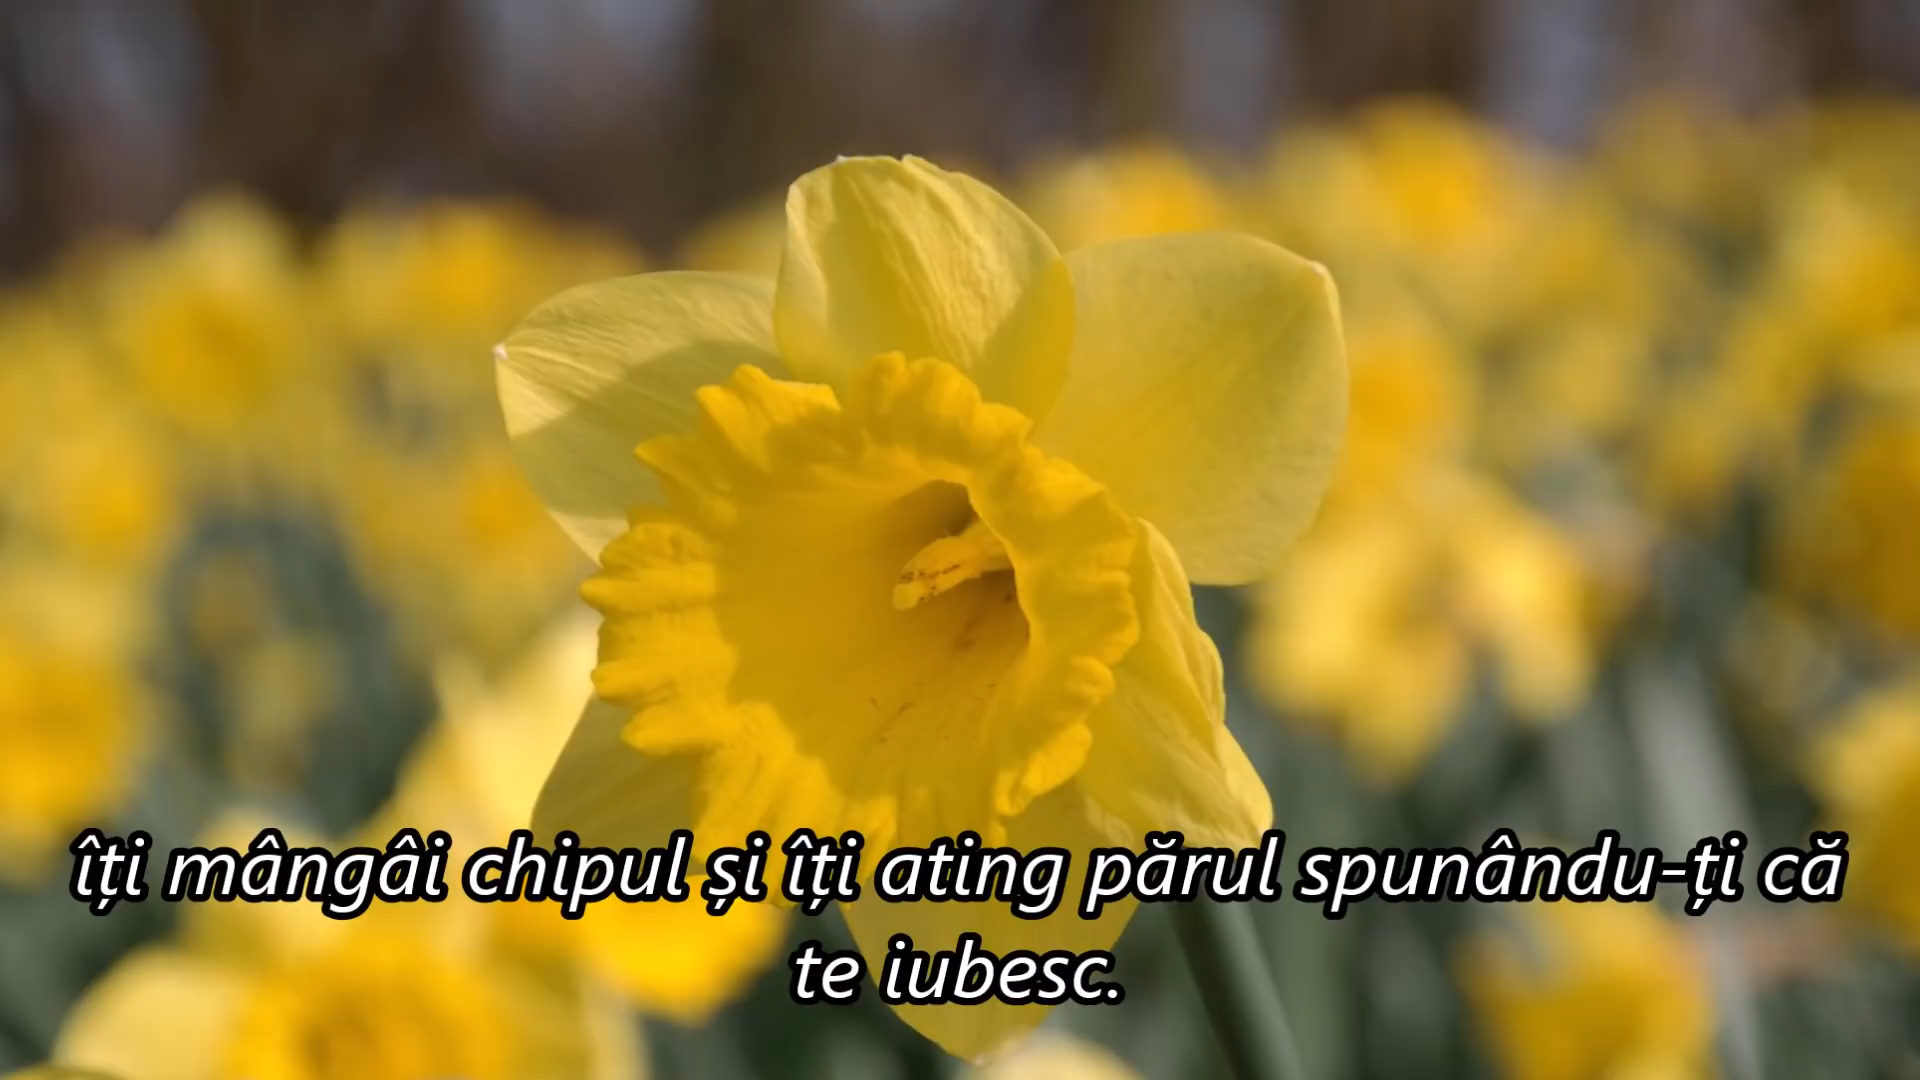 îți mângâi chipul și îți ating părul spunându-ți că
te iubesc.